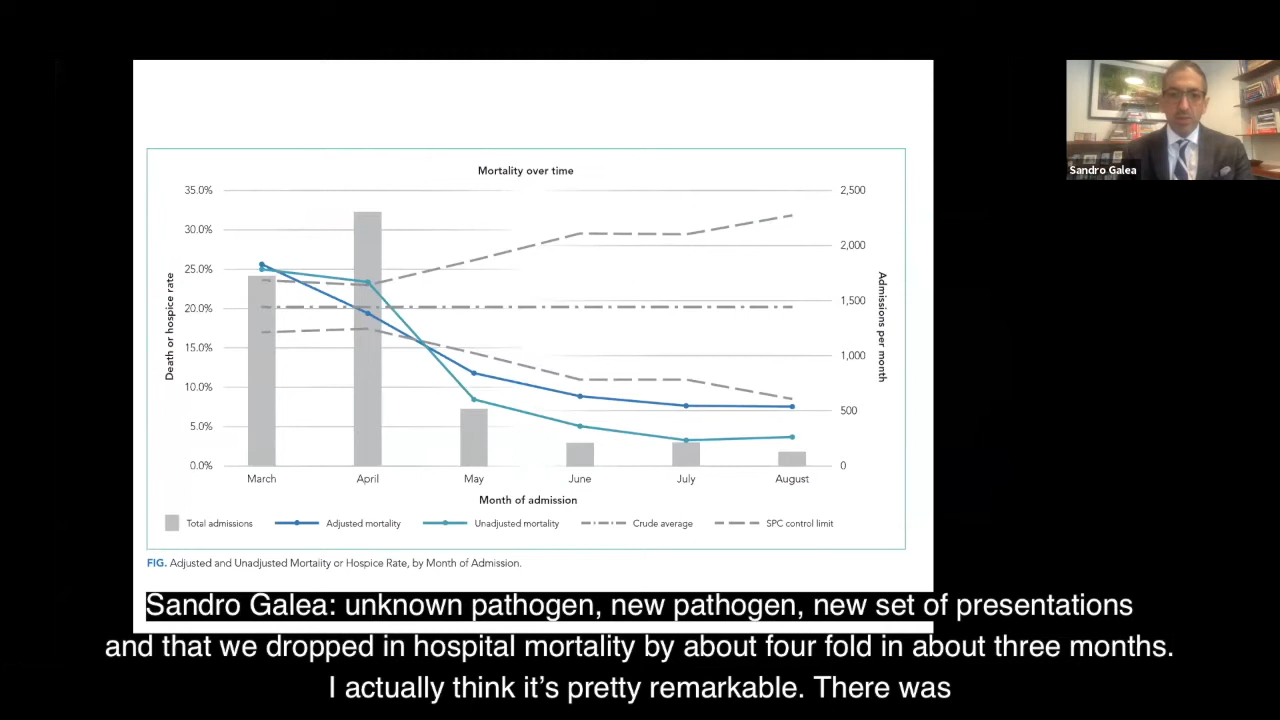 Mortality over time
35.0%
30.0%
25.0%
20.0%
15.0%
10.0%
5.0%
0.0%
Death or hospice rate
2,500
2,000
1,500
1,000
500
0
Admissions per month
March April May June July August
Month of admission
Total admissions Adjusted mortality Unadjusted mortality Crude average SPC control limit
FIG. Adjusted and Unadjusted Mortality or Hospice Rate, by Month of Admission.
Sandro Galea
Sandro Galea: unknown pathogen, new pathogen, new set of presentations
and that we dropped in hospital mortality by about four fold in about three months.
I actually think it's pretty remarkable. There was